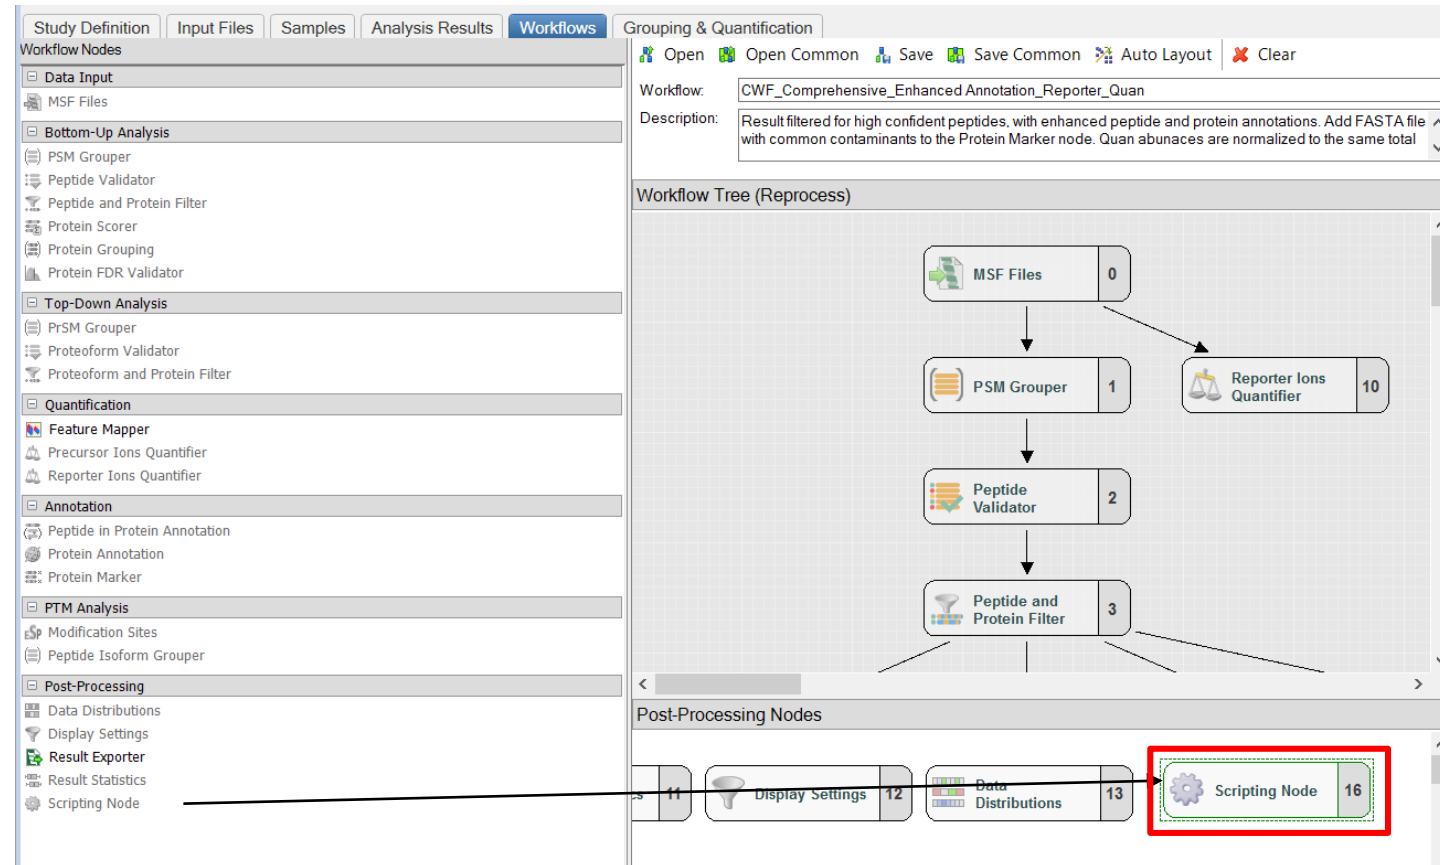 Study Definition
Input Files
Samples
Analysis Results
Workflows
Grouping & Quantification
Workflow Nodes
Data Input
MSF Files
Bottom-Up Analysis
PSM Grouper
Peptide Validator
Peptide and Protein Filter
Protein Scorer
Protein Grouping
Protein FDR Validator
Top-Down Analysis
PrSM Grouper
Proteoform Validator
Proteoform and Protein Filter
Quantification
Feature Mapper
Precursor Ions Quantifier
Reporter Ions Quantifier
Annotation
Peptide in Protein Annotation
Protein Annotation
Protein Marker
PTM Analysis
Modification Sites
Peptide Isoform Grouper
Post-Processing
Data Distributions
Display Settings
Result Exporter
Result Statistics
Scripting Node
Open
Open Common
Save
Save Common
Auto Layout
Clear
Workflow:
CWF_Comprehensive_Enhanced Annotation_Reporter_Quan
Description:
Result filtered for high confident peptides, with enhanced peptide and protein annotations. Add FASTA file
with common contaminants to the Protein Marker node. Quan abunaces are normalized to the same total
Workflow Tree (Reprocess)
MSF Files
0
PSM Grouper
1
Reporter Ions
Quantifier
10
Peptide
Validator
2
Peptide and
Protein Filter
3
Post-Processing Nodes
cs
11
Display Settings
12
Data
Distributions
13
Scripting Node
16